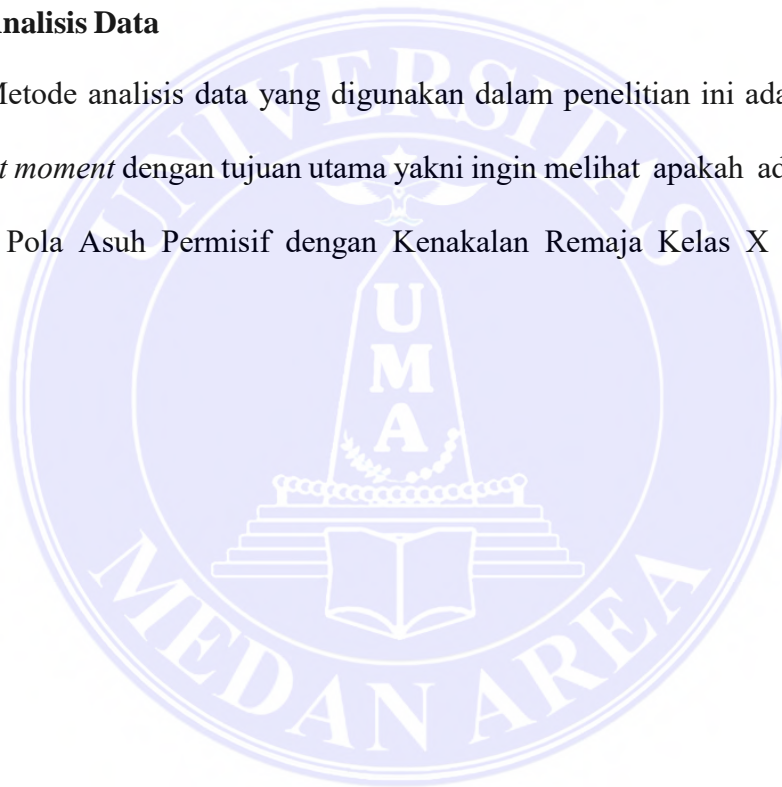 Analisis Data
Metode analisis data yang digunakan dalam penelitian ini ada
t moment dengan tujuan utama yakni ingin melihat apakah ad
Pola Asuh Permisif dengan Kenakalan Remaja Kelas X
UNIVERSITAS
UMA
MEDAN AREA